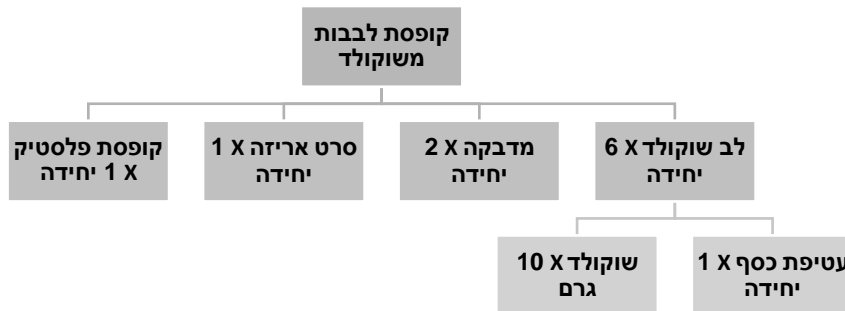 קופסת לבבות
משוקולד
לב שוקולד X 6
יחידה
מדבקה X 2
יחידה
סרט אריזה X 1
יחידה
קופסת פלסטיק
X 1 יחידה
עטיפת כסף X 1
יחידה
שוקולד X 10
גרם